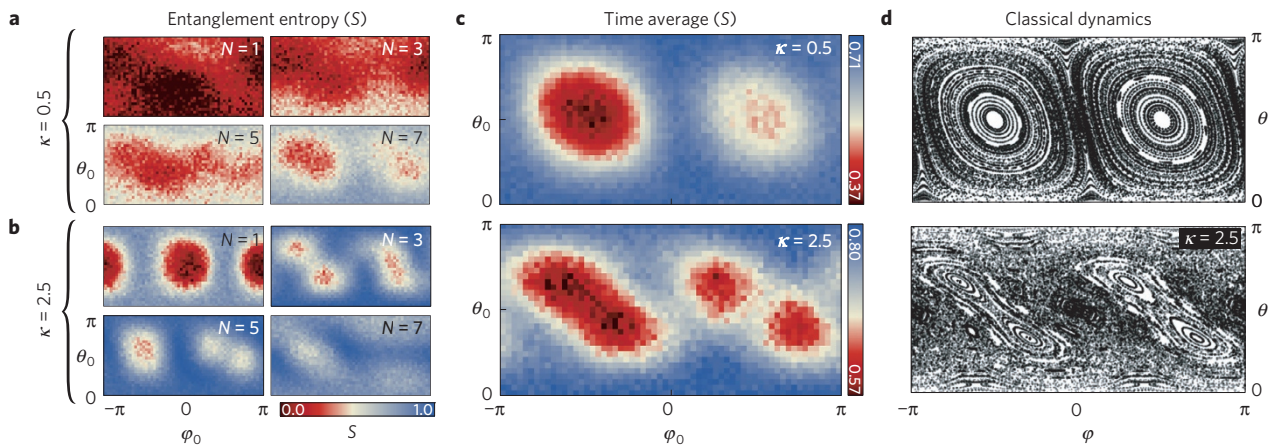 a Entanglement entropy (S)
κ = 0.5
N = 1
N = 3
π
θ₀
0
N = 5
N = 7
b
κ = 2.5
N = 1
N = 3
π
θ₀
0
N = 5
N = 7
−π 0 π
φ₀
0.0 1.0
S
c Time average (S)
π
θ₀
0
κ = 0.5
0.71
0.37
π
θ₀
0
κ = 2.5
0.80
0.57
−π 0 π
φ₀
d Classical dynamics
π
θ
0
κ = 2.5
π
θ
0
−π 0 π
φ